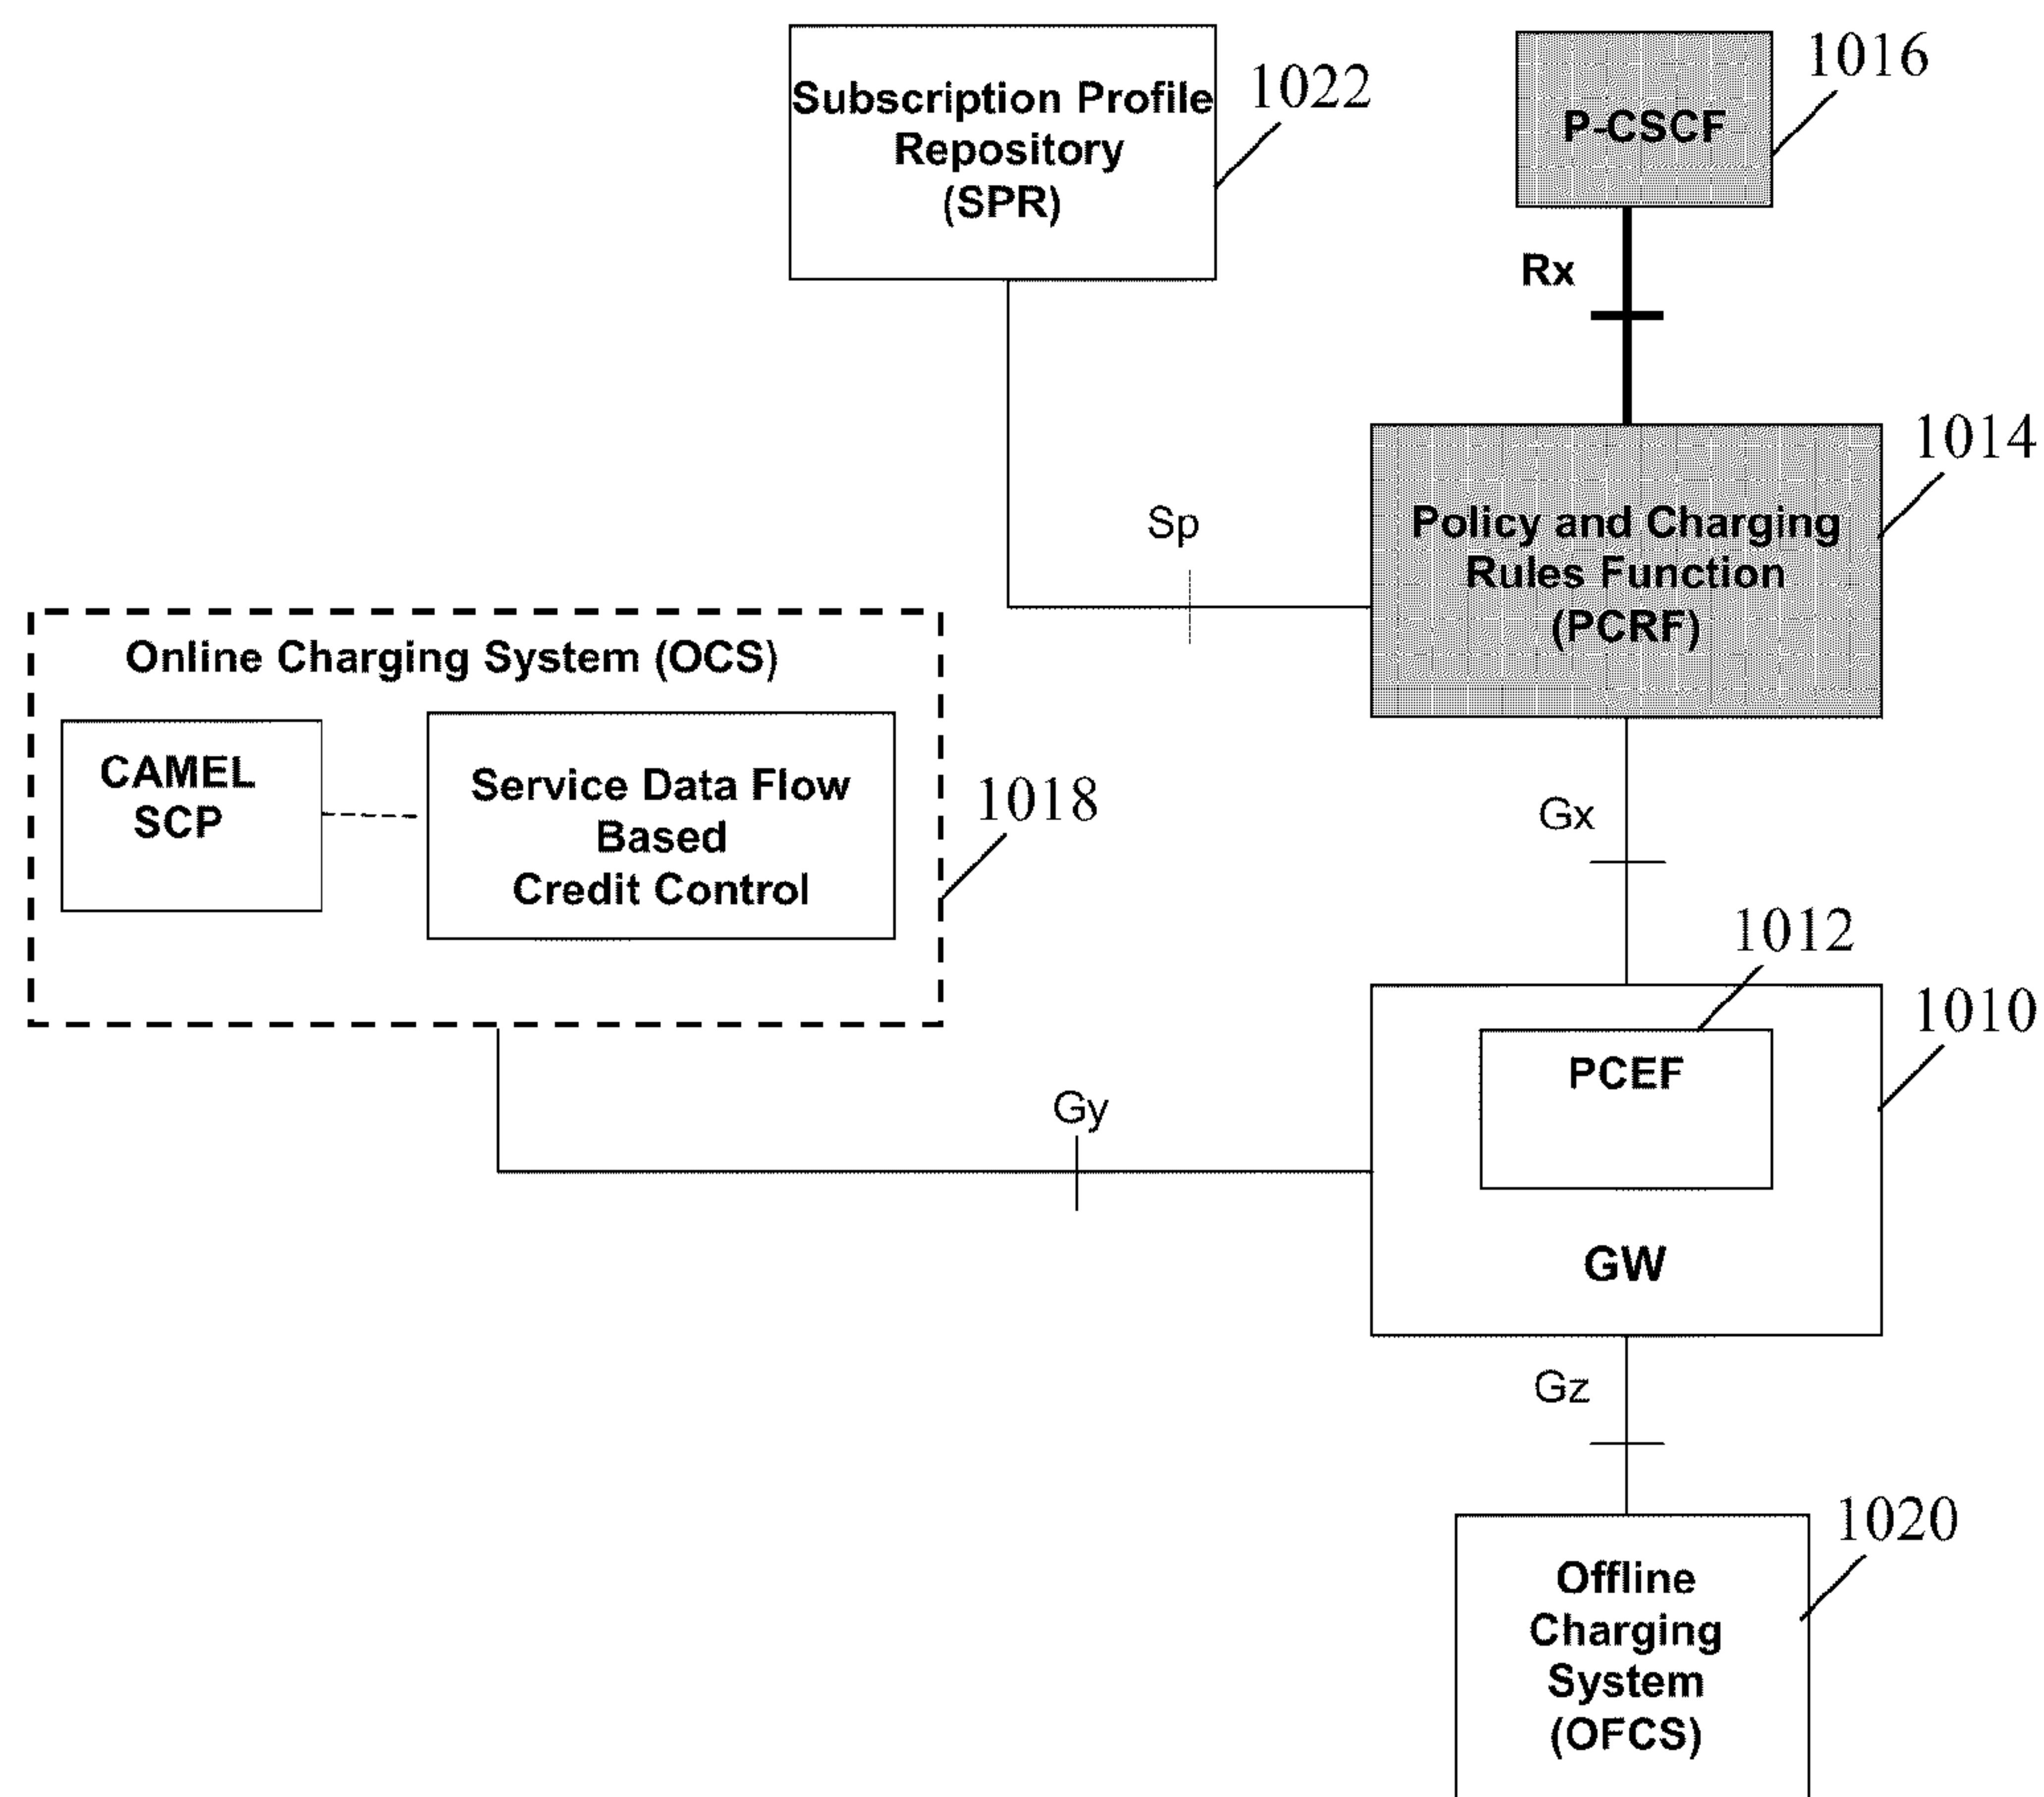 1016
1022
Subscription Profile
Repository
(SPR)
P-CSCF
Rx
1014
Sp
Policy and Charging
Rules Function
(PCRF)
Online Charging System (OCS)
CAMEL
SCP
Service Data Flow
Based
Credit Control
1018
Gx
1012
1010
PCEF
Gy
GW
Gz
1020
Offline
Charging
System
(OFCS)